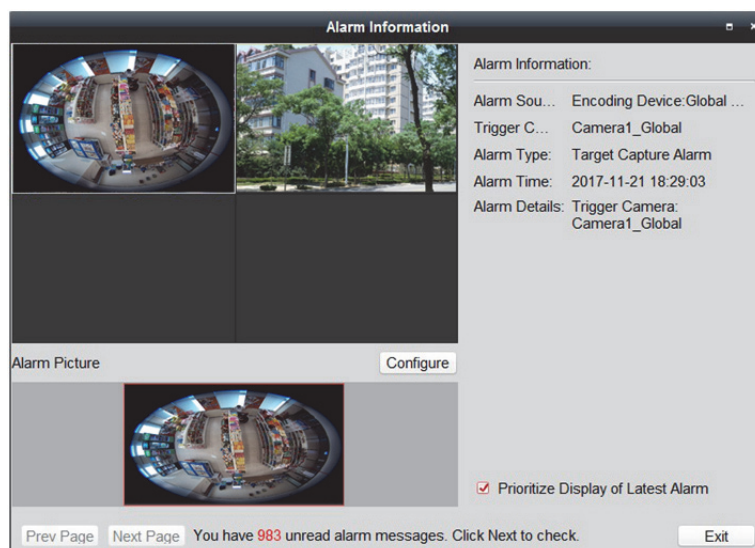 Alarm Information
Alarm Information:
Alarm Sou... Encoding Device:Global ...
Trigger C... Camera1_Global
Alarm Type: Target Capture Alarm
Alarm Time: 2017-11-21 18:29:03
Alarm Details: Trigger Camera:
Camera1_Global
Alarm Picture
Configure
Prioritize Display of Latest Alarm
Prev Page
Next Page
You have 983 unread alarm messages. Click Next to check.
Exit